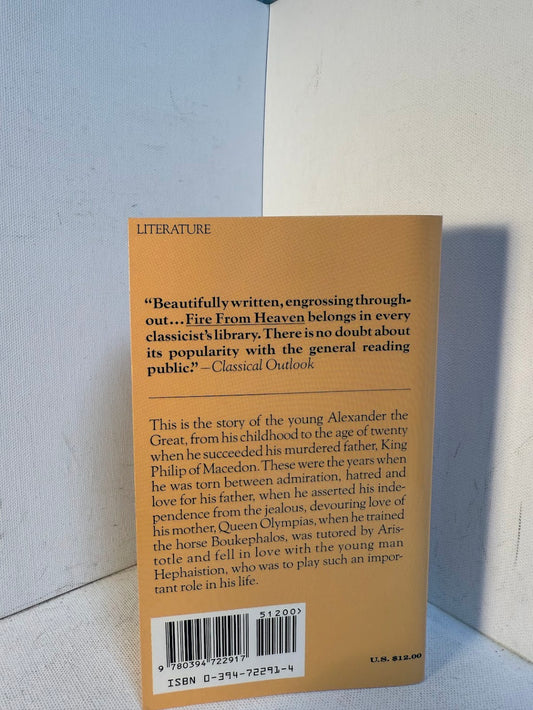 LITERATURE
“Beautifully written, engrossing through-
out...Fire From Heaven belongs in every
classicist's library. There is no doubt about
its popularity with the general reading
public.” —Classical Outlook
This is the story of the young Alexander the
Great, from his childhood to the age of twenty
when he succeeded his murdered father, King
Philip of Macedon. These were the years when
he was torn between admiration, hatred and
love for his father, when he asserted his inde-
pendence from the jealous, devouring love of
his mother, Queen Olympias, when he trained
the horse Boukephalos, was tutored by Aris-
totle and fell in love with the young man
Hephaistion, who was to play such an impor-
tant role in his life.
51200>
9 780394 722917
ISBN 0-394-72291-4
U.S. $12.00